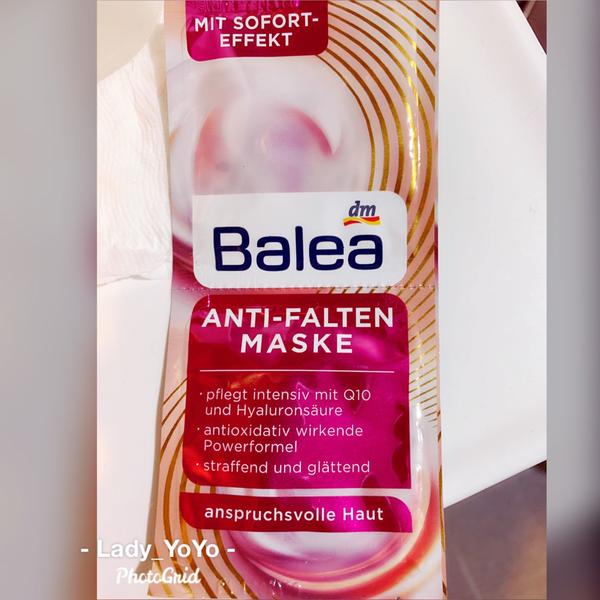 MIT SOFORT-
EFFEKT
dm
Balea
ANTI-FALTEN
MASKE
· pflegt intensiv mit Q10
und Hyaluronsäure
· antioxidativ wirkende
Powerformel
· straffend und glättend
anspruchsvolle Haut
- Lady_YoYo -
PhotoGrid